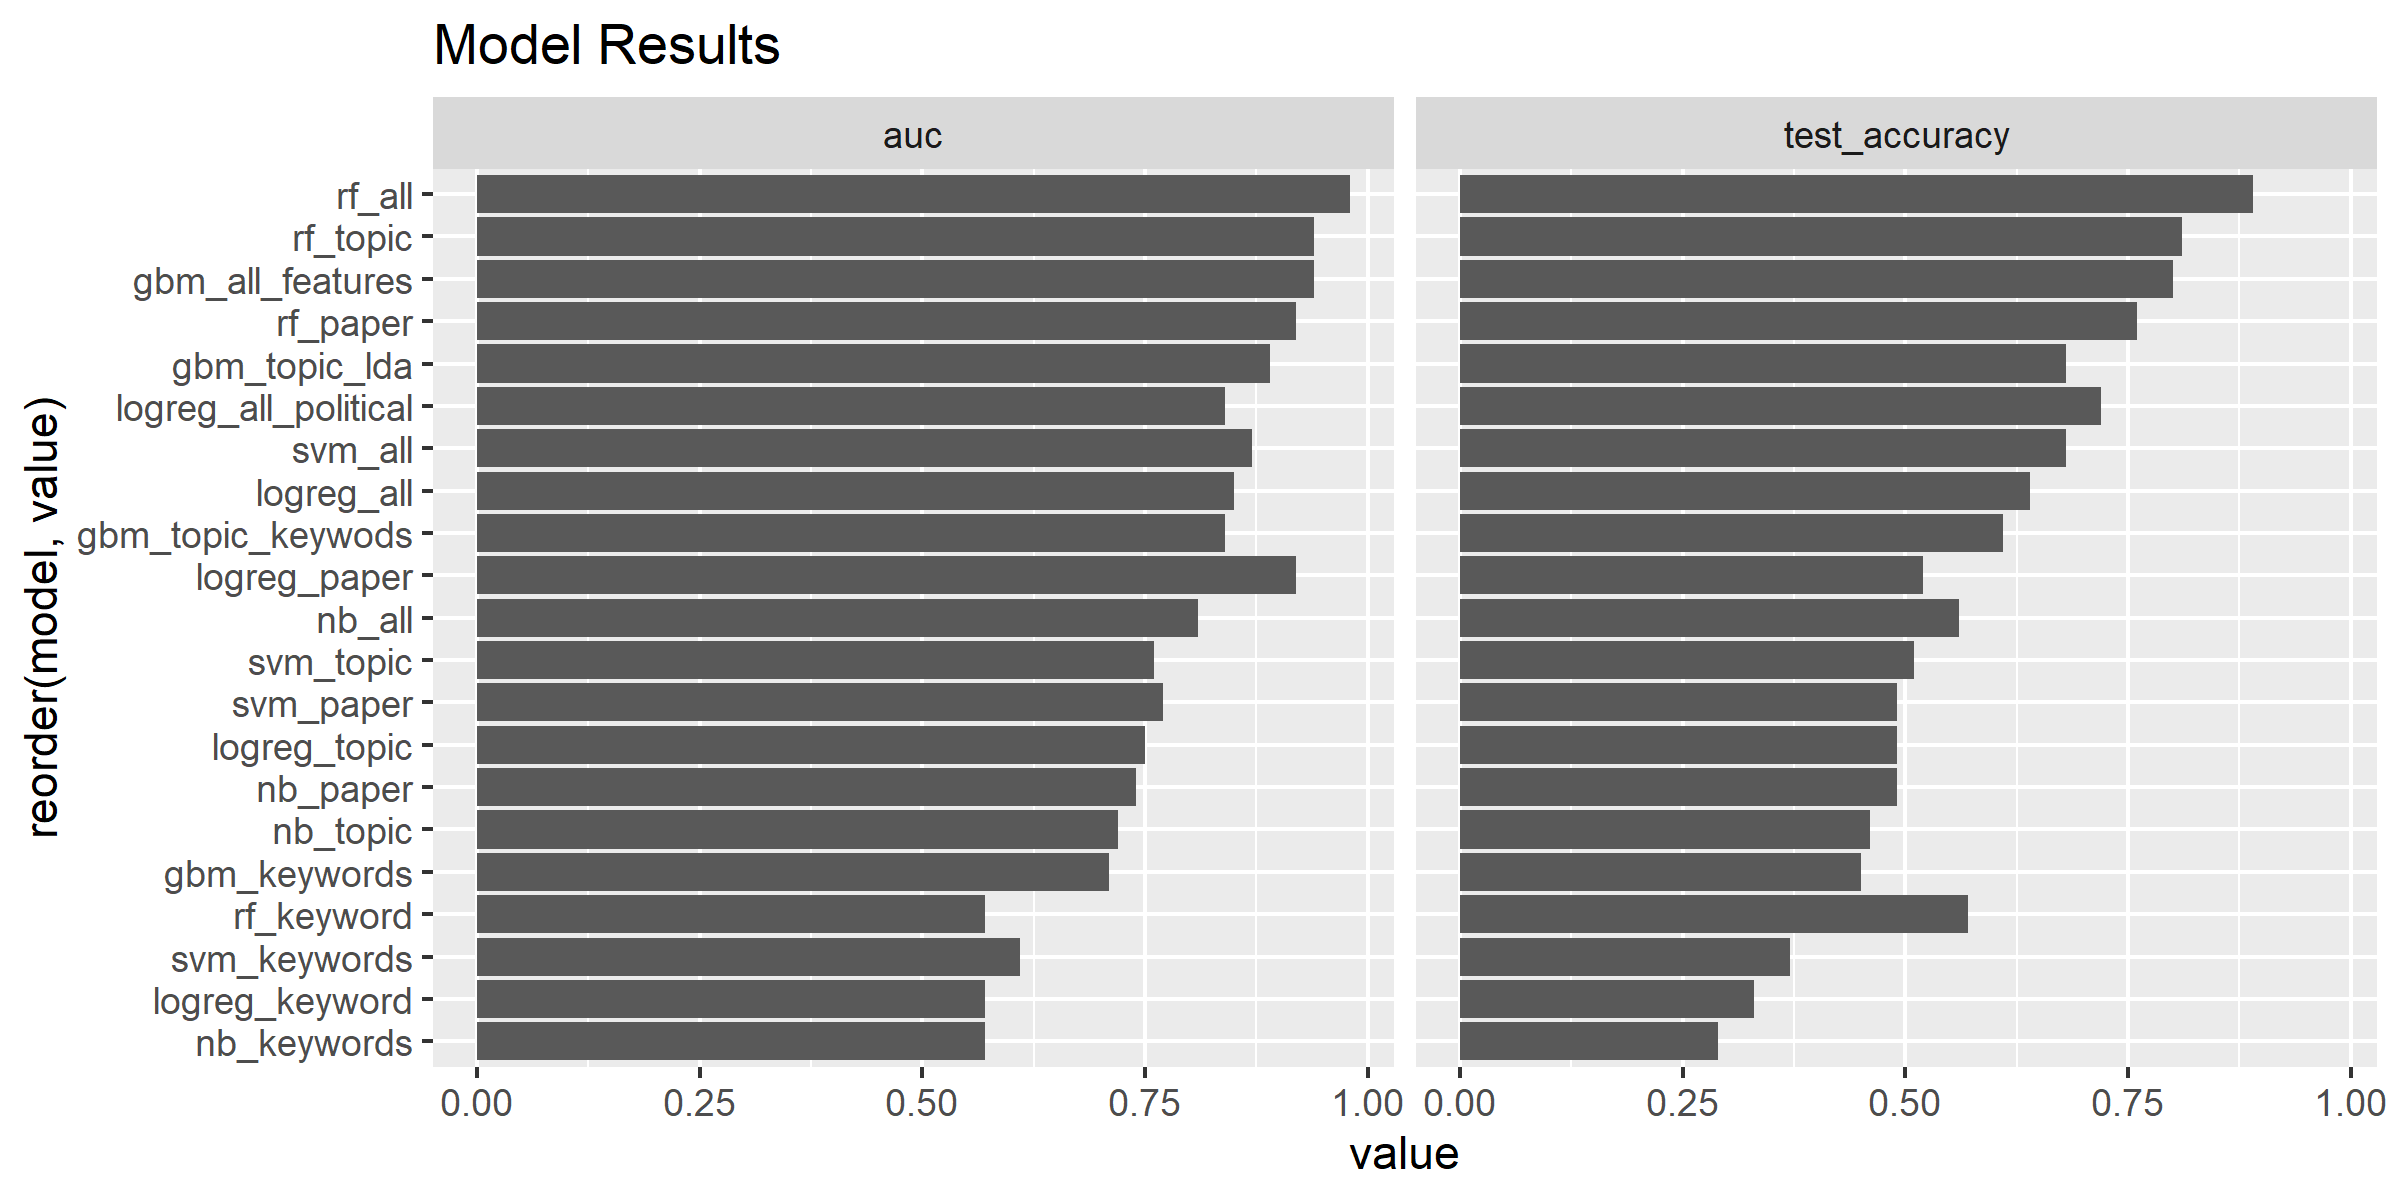 Model Results
auc
test_accuracy
reorder(model, value)
rf_all
rf_topic
gbm_all_features
rf_paper
gbm_topic_lda
logreg_all_political
svm_all
logreg_all
gbm_topic_keywods
logreg_paper
nb_all
svm_topic
svm_paper
logreg_topic
nb_paper
nb_topic
gbm_keywords
rf_keyword
svm_keywords
logreg_keyword
nb_keywords
0.00 0.25 0.50 0.75 1.00
0.00 0.25 0.50 0.75 1.00
value